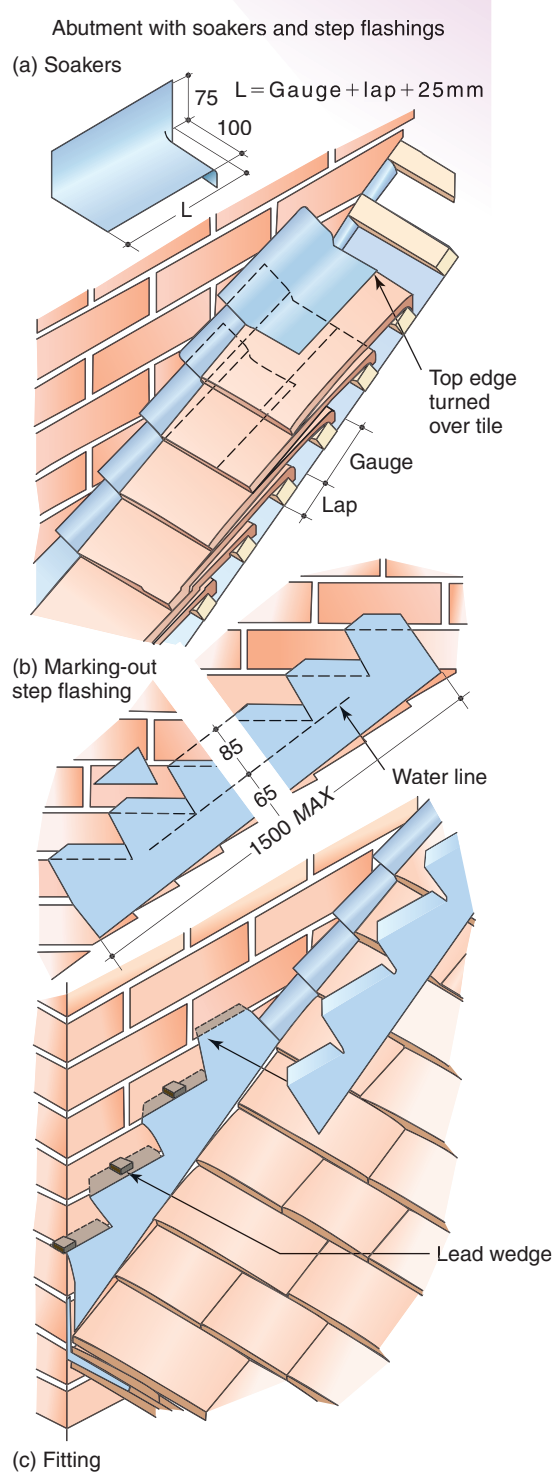 Abutment with soakers and step flashings
(a) Soakers
75
L=Gauge+lap+25mm
100
L
Top edge
turned
over tile
Gauge
Lap
(b) Marking-out
step flashing
85
65
Water line
1500 MAX
Lead wedge
(c) Fitting